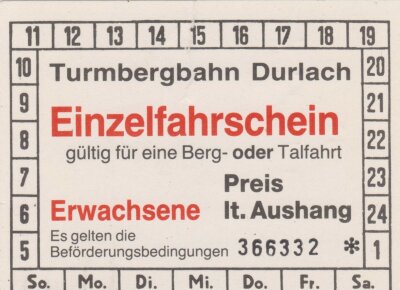 11 12 13 14 15 16 17 18 19
10 Turmbergbahn Durlach 20
9 21
Einzelfahrschein
8 gültig für eine Berg- oder Talfahrt 22
7 Preis 23
6 Erwachsene lt. Aushang 24
Es gelten die
5 Beförderungsbedingungen 366332 * 1
So. Mo. Di. Mi. Do. Fr. Sa.